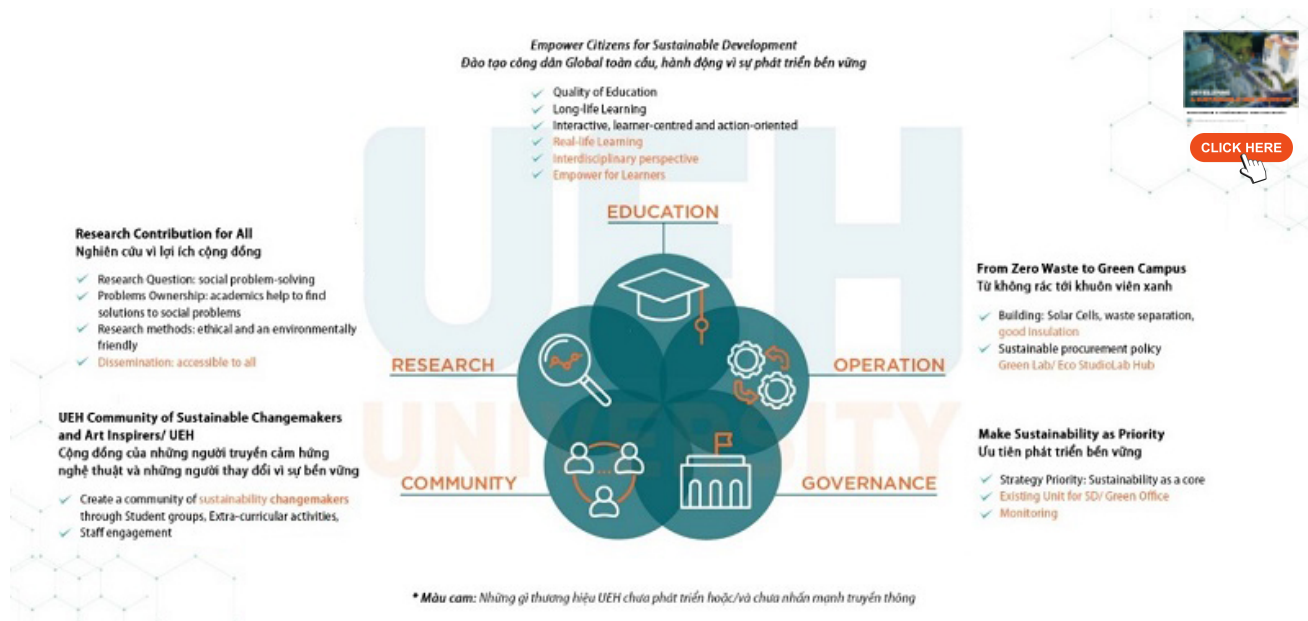 Empower Citizens for Sustainable Development
Đào tạo công dân Global toàn cầu, hành động vì sự phát triển bền vững
Quality of Education
Long-life Learning
Interactive, learner-centred and action-oriented
Real-life Learning
Interdisciplinary perspective
Empower for Learners
CLICK HERE
EDUCATION
Research Contribution for All
Nghiên cứu vì lợi ích cộng đồng
Research Question: social problem-solving
Problems Ownership: academics help to find
solutions to social problems
Research methods: ethical and an environmentally
friendly
Dissemination: accessible to all
RESEARCH
From Zero Waste to Green Campus
Từ không rác tới khuôn viên xanh
Building: Solar Cells, waste separation,
good insulation
Sustainable procurement policy
Green Lab/ Eco StudioLab Hub
OPERATION
UEH Community of Sustainable Changemakers
and Art Inspirers/ UEH
Cộng đồng của những người truyền cảm hứng
nghệ thuật và những người thay đổi vì sự bền vững
Create a community of sustainability changemakers
through Student groups, Extra-curricular activities,
Staff engagement
COMMUNITY
Make Sustainability as Priority
Ưu tiên phát triển bền vững
Strategy Priority: Sustainability as a core
Existing Unit for SD/ Green Office
Monitoring
GOVERNANCE
UEH
UNIVERSITY
* Màu cam: Những gì thương hiệu UEH chưa phát triển hoặc/và chưa nhấn mạnh truyền thông